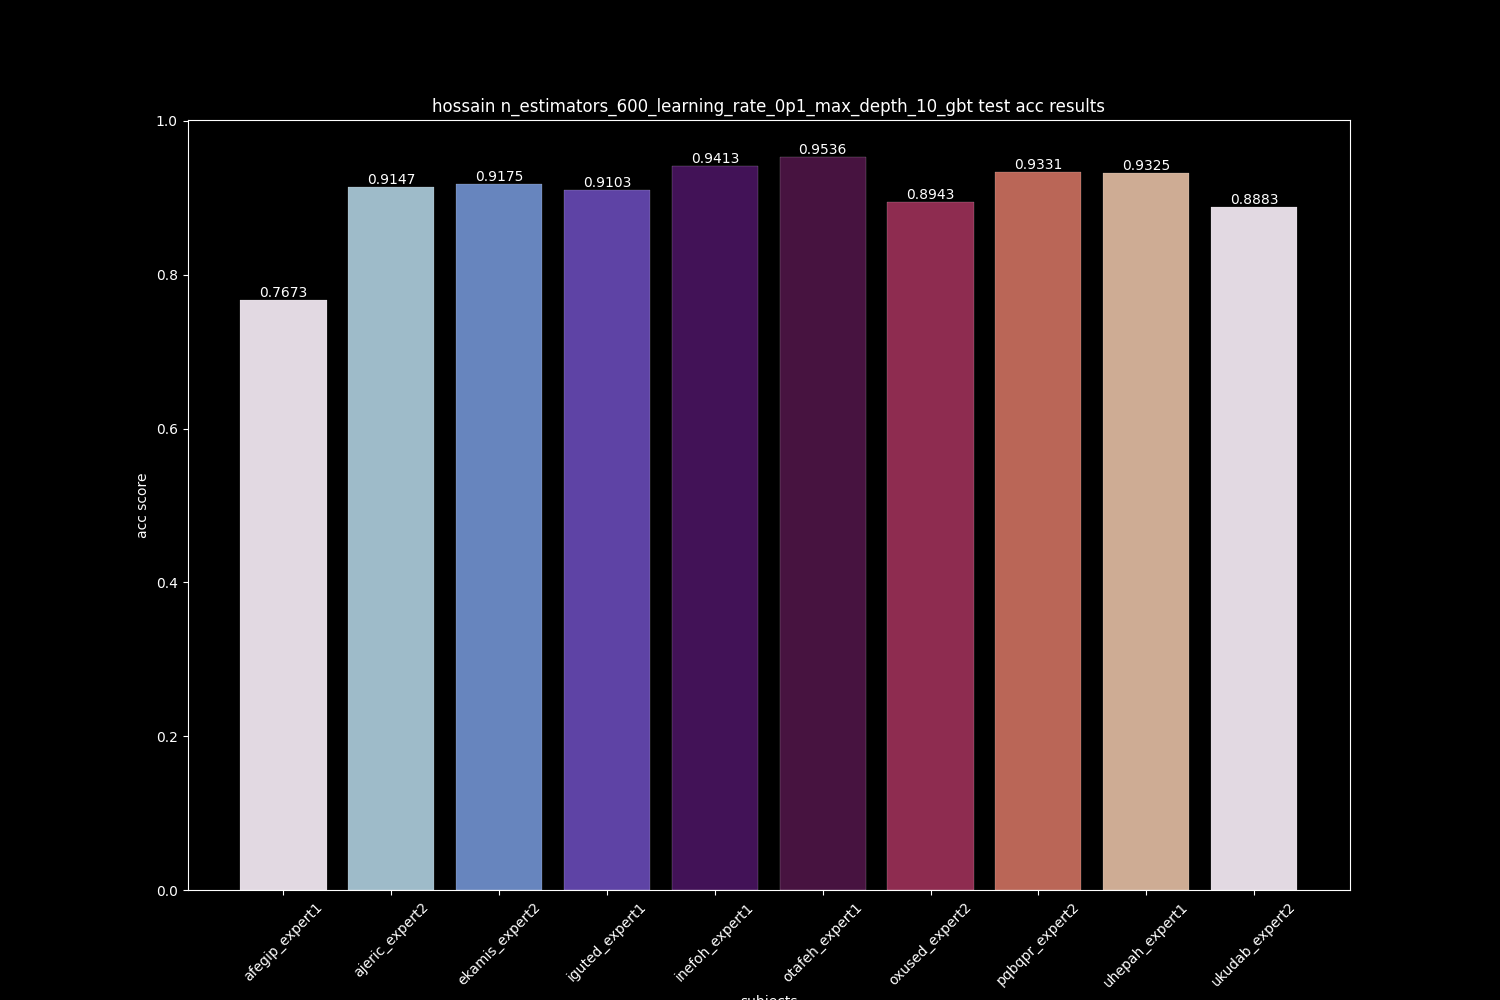 hossain n_estimators_600_learning_rate_0p1_max_depth_10_gbt test acc results
1.0
0.8
0.6
0.4
0.2
0.0
acc score
0.7673
0.9147
0.9175
0.9103
0.9413
0.9536
0.8943
0.9331
0.9325
0.8883
afegip_expert1
ajeric_expert2
ekamis_expert2
iguted_expert1
inefoh_expert1
otafeh_expert1
oxused_expert2
pqbqpr_expert2
uhepah_expert1
ukudab_expert2
subjects